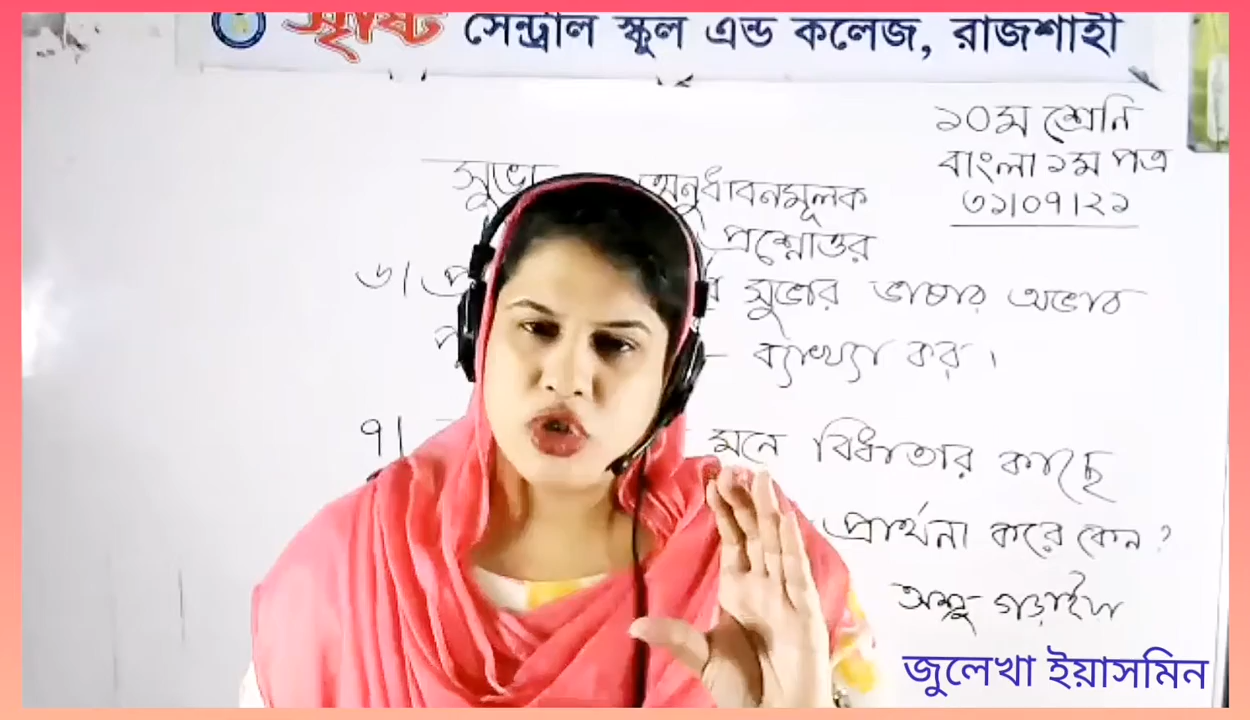 সৃষ্টি সেন্ট্রাল স্কুল এন্ড কলেজ, রাজশাহী
১০ম শ্রেনি
বাংলা ১ম পত্র
৩১।০৭।২১
সুভা অনুধাবনমূলক
প্রশ্নোত্তর
৬। প্র সুভার ভাষার অভাব
– ব্যাখ্যা কর।
৭। মনে বিধাতার কাছে
প্রার্থনা করে কেন?
জুলেখা ইয়াসমিন